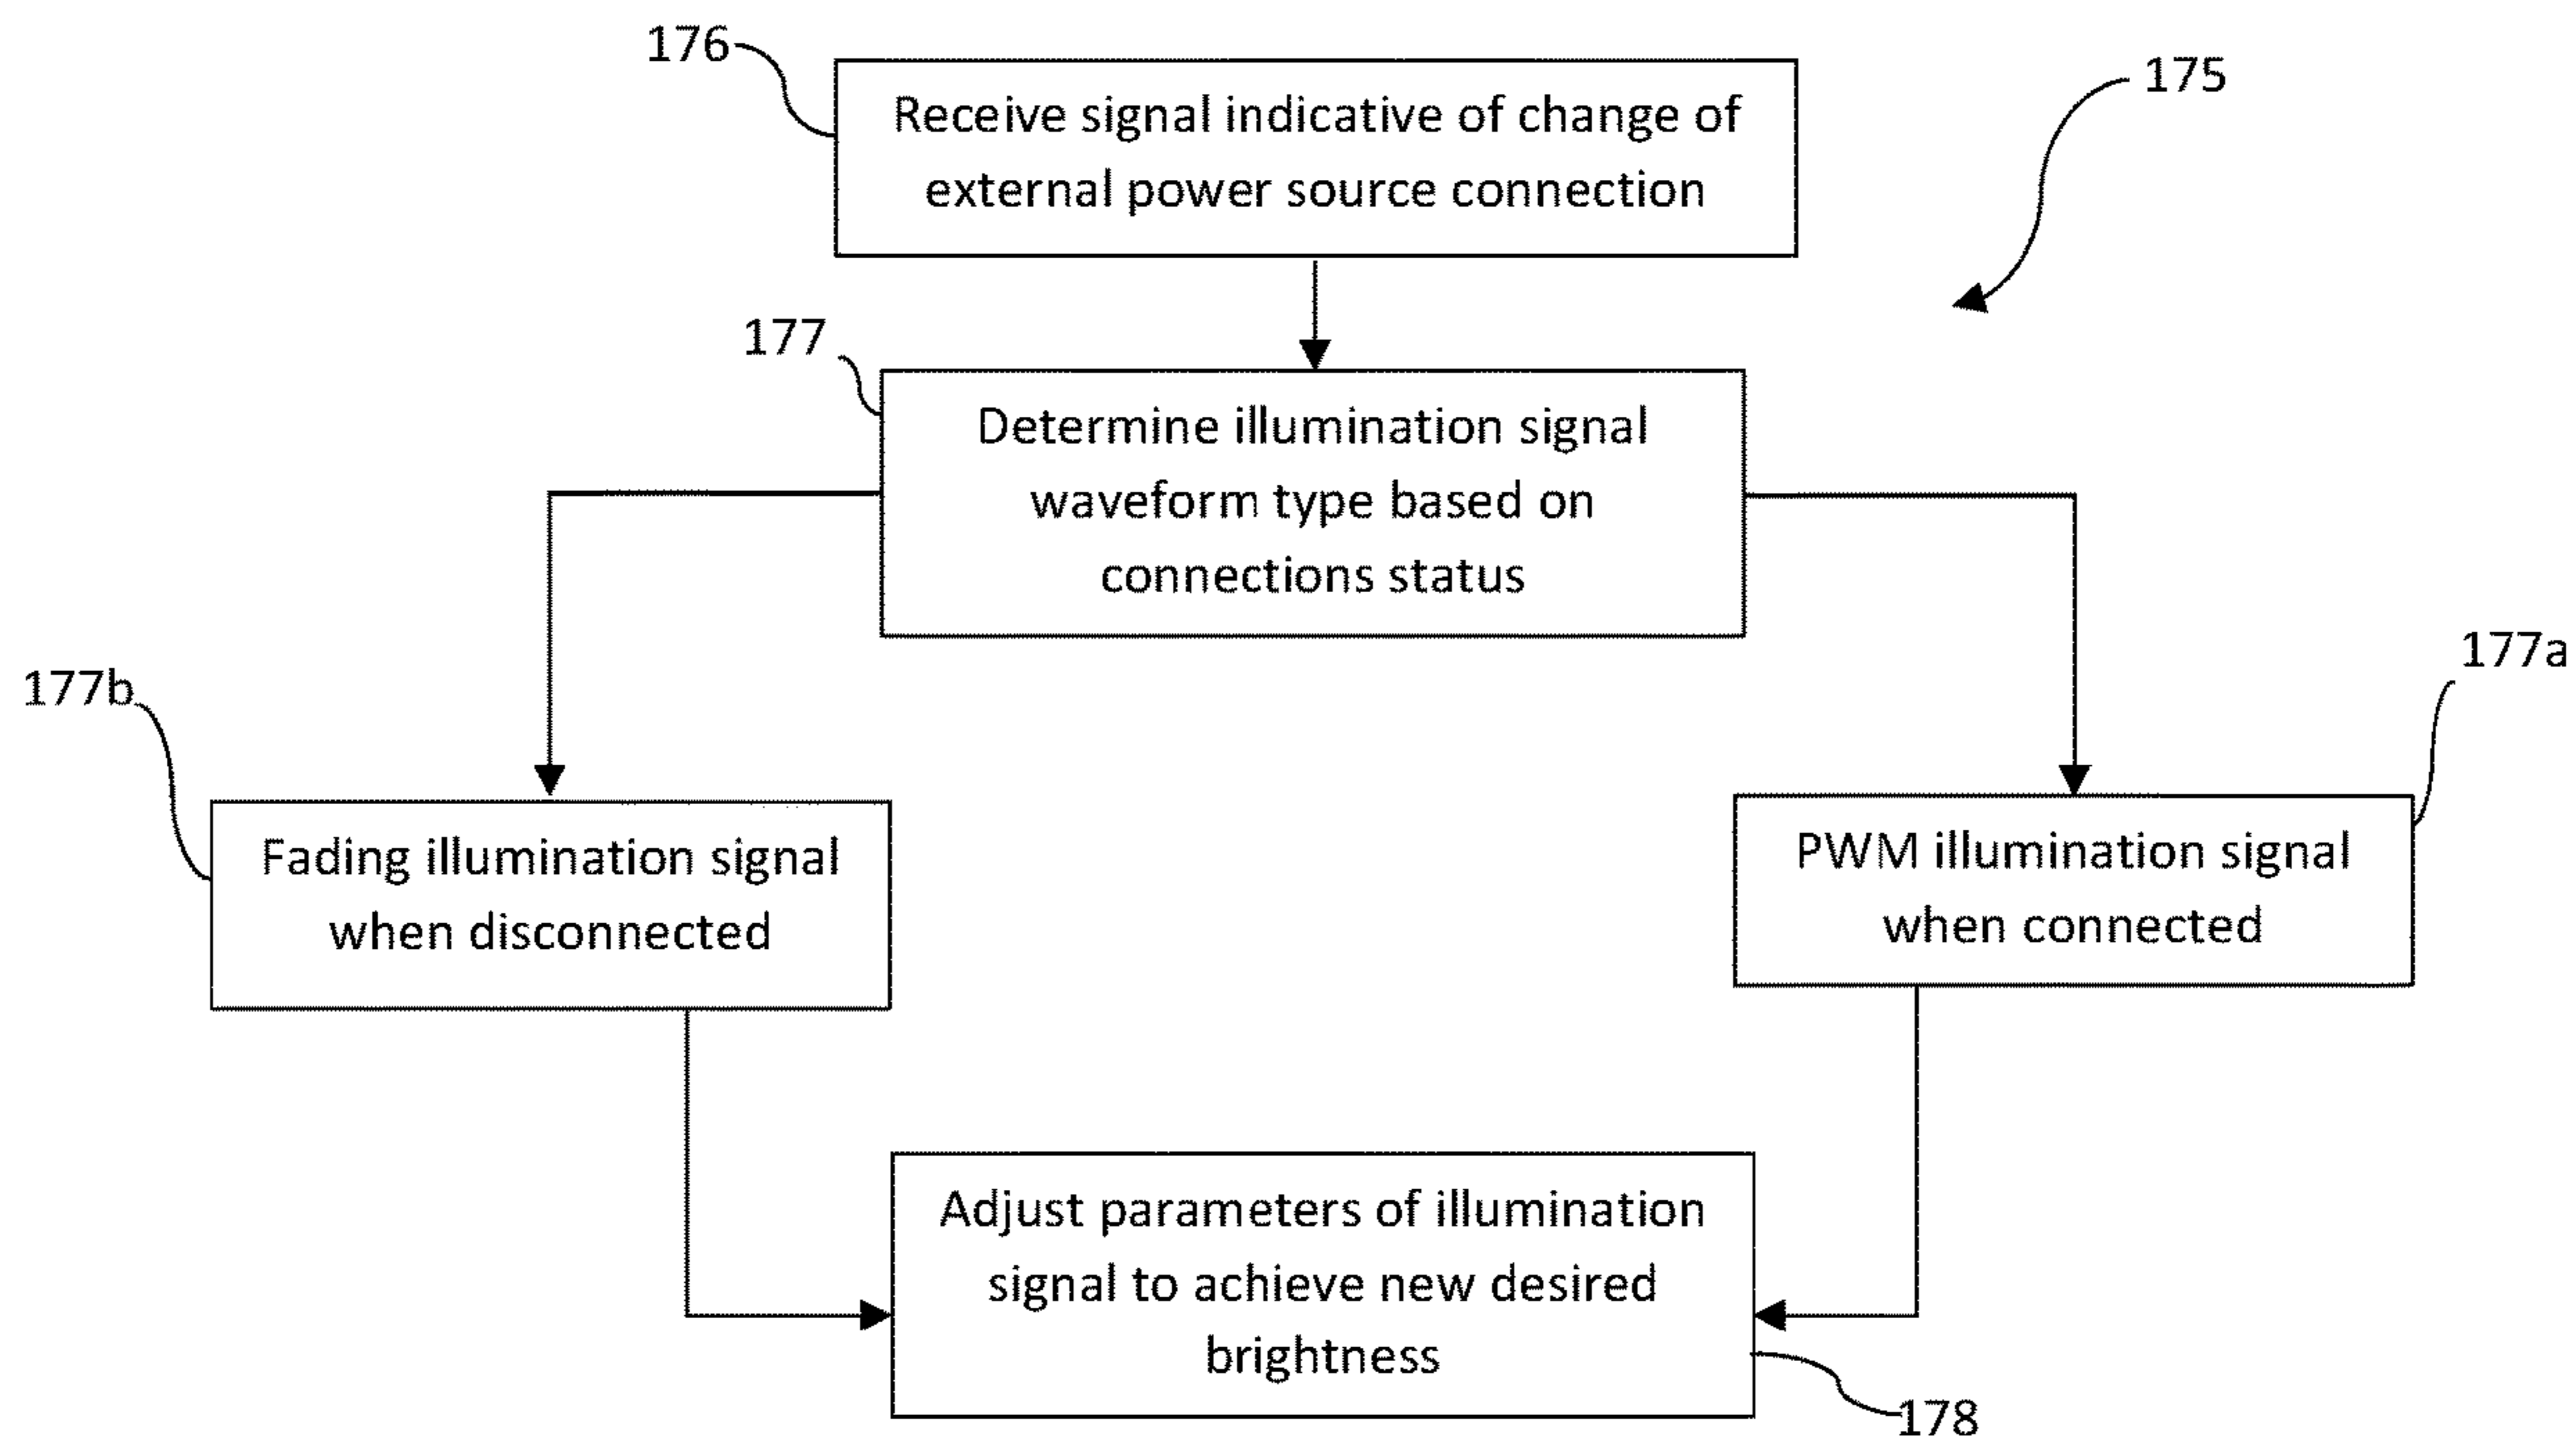 176
175
Receive signal indicative of change of
external power source connection
177
Determine illumination signal
waveform type based on
connections status
177b
177a
Fading illumination signal
when disconnected
PWM illumination signal
when connected
Adjust parameters of illumination
signal to achieve new desired
brightness
178